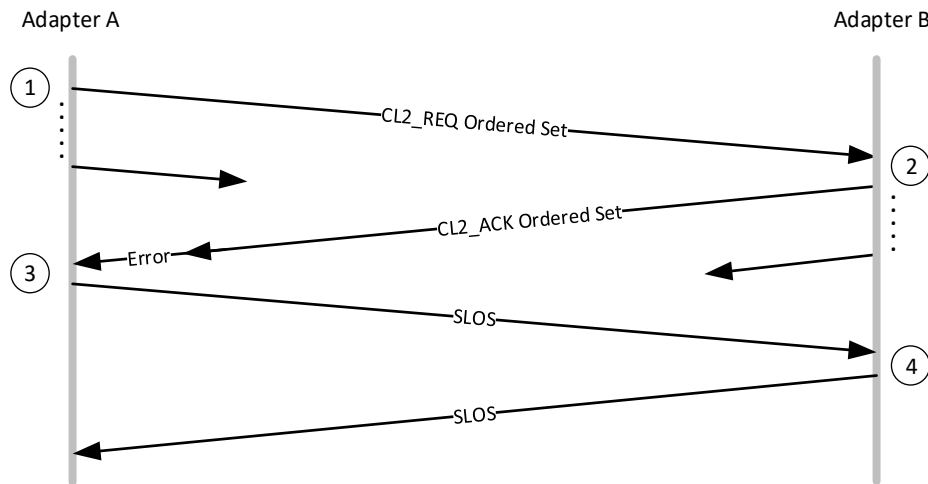 Adapter A
Adapter B
1
CL2_REQ Ordered Set
2
CL2_ACK Ordered Set
Error
3
SLOS
4
SLOS